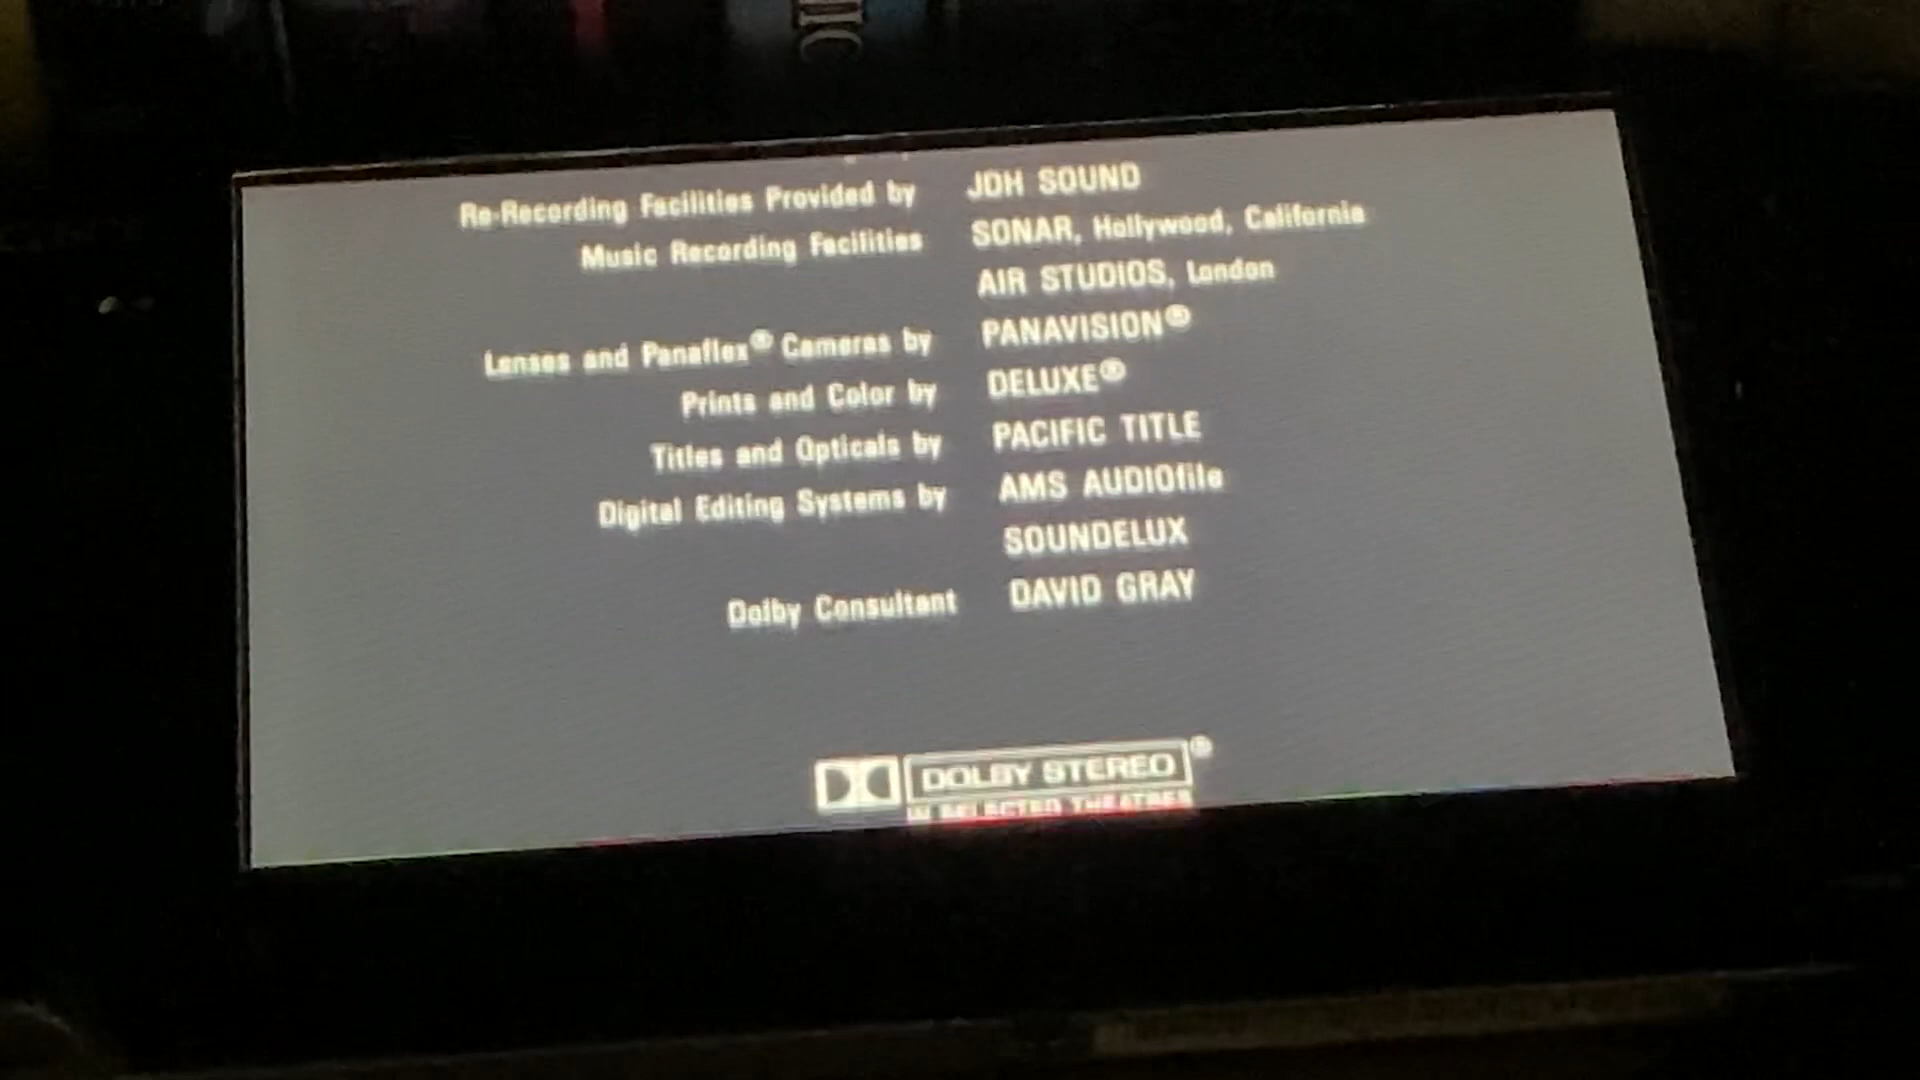 IIC
Re-Recording Facilities Provided by JDH SOUND
Music Recording Facilities SONAR, Hollywood, California
AIR STUDIOS, London
Lenses and Panaflex® Cameras by PANAVISION®
Prints and Color by DELUXE®
Titles and Opticals by PACIFIC TITLE
Digital Editing Systems by AMS AUDIOfile
SOUNDELUX
Dolby Consultant DAVID GRAY
DOLBY STEREO®
IN SELECTED THEATRES